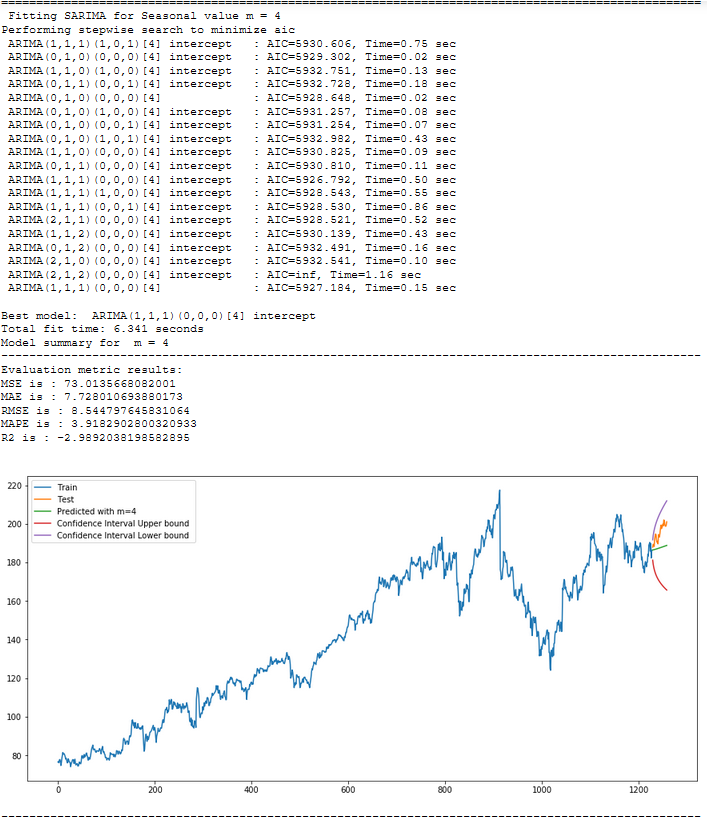 Fitting SARIMA for Seasonal value m = 4
Performing stepwise search to minimize aic
ARIMA(1,1,1)(1,0,1)[4] intercept   : AIC=5930.606, Time=0.75 sec
ARIMA(0,1,0)(0,0,0)[4] intercept   : AIC=5929.302, Time=0.02 sec
ARIMA(1,1,0)(1,0,0)[4] intercept   : AIC=5932.751, Time=0.13 sec
ARIMA(0,1,1)(0,0,1)[4] intercept   : AIC=5932.728, Time=0.18 sec
ARIMA(0,1,0)(0,0,0)[4]             : AIC=5928.648, Time=0.02 sec
ARIMA(0,1,0)(1,0,0)[4] intercept   : AIC=5931.257, Time=0.08 sec
ARIMA(0,1,0)(0,0,1)[4] intercept   : AIC=5931.254, Time=0.07 sec
ARIMA(0,1,0)(1,0,1)[4] intercept   : AIC=5932.982, Time=0.43 sec
ARIMA(1,1,0)(0,0,0)[4] intercept   : AIC=5930.825, Time=0.09 sec
ARIMA(0,1,1)(0,0,0)[4] intercept   : AIC=5930.810, Time=0.11 sec
ARIMA(1,1,1)(0,0,0)[4] intercept   : AIC=5926.792, Time=0.50 sec
ARIMA(1,1,1)(1,0,0)[4] intercept   : AIC=5928.543, Time=0.55 sec
ARIMA(1,1,1)(0,0,1)[4] intercept   : AIC=5928.530, Time=0.86 sec
ARIMA(2,1,1)(0,0,0)[4] intercept   : AIC=5928.521, Time=0.52 sec
ARIMA(1,1,2)(0,0,0)[4] intercept   : AIC=5930.139, Time=0.43 sec
ARIMA(0,1,2)(0,0,0)[4] intercept   : AIC=5932.491, Time=0.16 sec
ARIMA(2,1,0)(0,0,0)[4] intercept   : AIC=5932.541, Time=0.10 sec
ARIMA(2,1,2)(0,0,0)[4] intercept   : AIC=inf, Time=1.16 sec
ARIMA(1,1,1)(0,0,0)[4]             : AIC=5927.184, Time=0.15 sec
Best model:  ARIMA(1,1,1)(0,0,0)[4] intercept
Total fit time: 6.341 seconds
Model summary for  m = 4
Evaluation metric results:
MSE is : 73.0135668082001
MAE is : 7.728010693880173
RMSE is : 8.544797645831064
MAPE is : 3.9182902800320933
R2 is : -2.9892038198582895
Train
Test
Predicted with m=4
Confidence Interval Upper bound
Confidence Interval Lower bound
220
200
180
160
140
120
100
80
0 200 400 600 800 1000 1200